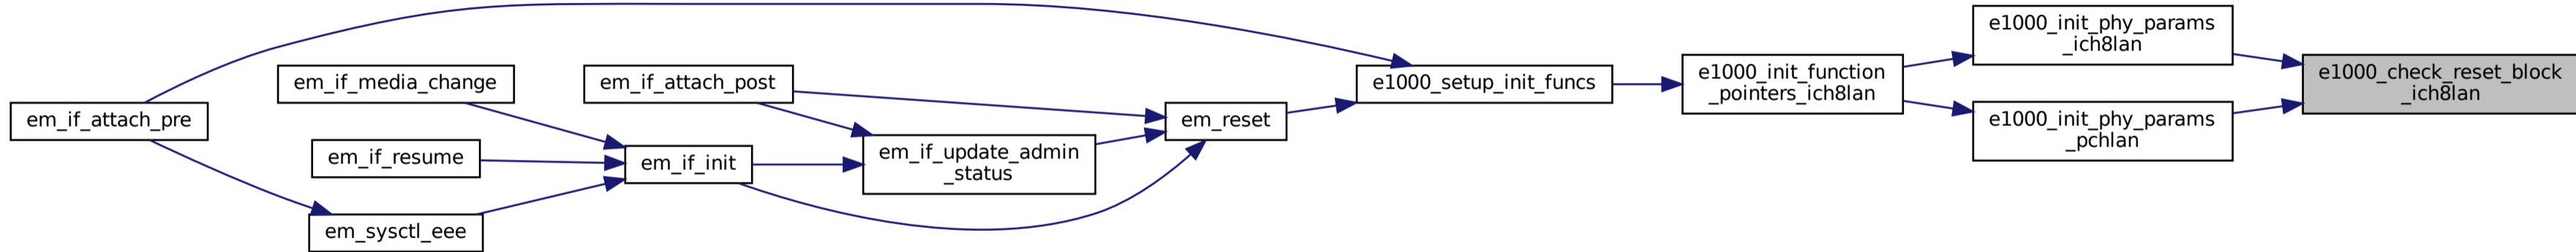 em_if_attach_pre
em_if_media_change
em_if_resume
em_sysctl_eee
em_if_attach_post
em_if_init
em_if_update_admin
_status
em_reset
e1000_setup_init_funcs
e1000_init_function
_pointers_ich8lan
e1000_init_phy_params
_ich8lan
e1000_init_phy_params
_pchlan
e1000_check_reset_block
_ich8lan